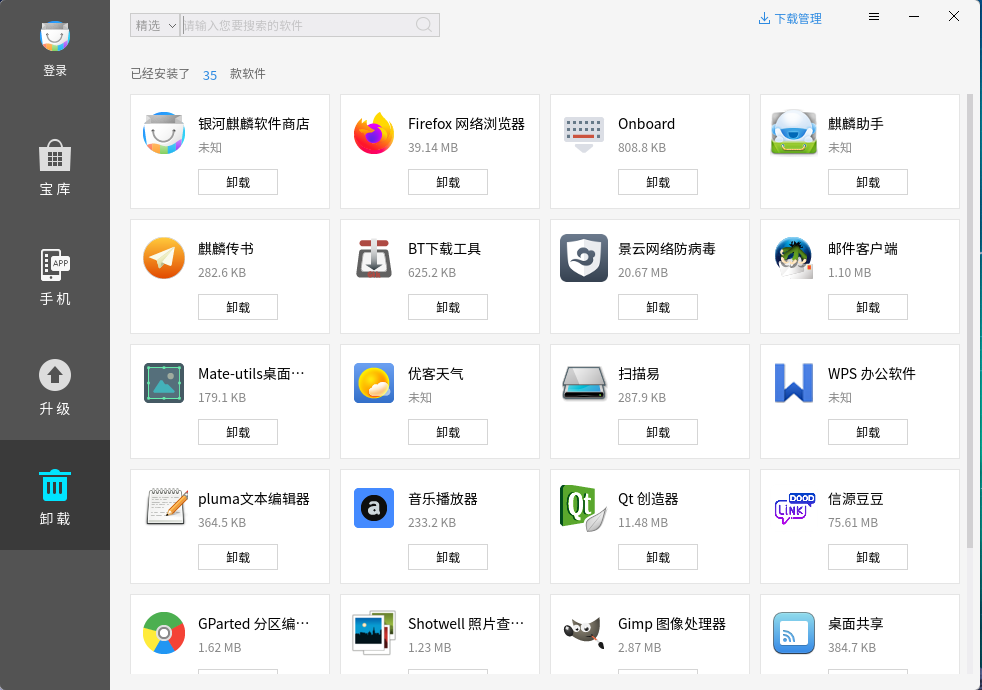 登录
宝库
APP
手机
升级
卸载
精选 请输入您要搜索的软件
下载管理
已经安装了 35 款软件
银河麒麟软件商店
未知
卸载
Firefox 网络浏览器
39.14 MB
卸载
Onboard
808.8 KB
卸载
麒麟助手
未知
卸载
麒麟传书
282.6 KB
卸载
BT下载工具
625.2 KB
卸载
景云网络防病毒
20.67 MB
卸载
邮件客户端
1.10 MB
卸载
Mate-utils桌面…
179.1 KB
卸载
优客天气
未知
卸载
扫描易
287.9 KB
卸载
WPS 办公软件
未知
卸载
pluma文本编辑器
364.5 KB
卸载
a
音乐播放器
233.2 KB
卸载
Qt
Qt 创造器
11.48 MB
卸载
DOOD
LiNK!
信源豆豆
75.61 MB
卸载
GParted 分区编…
1.62 MB
Shotwell 照片查…
1.23 MB
Gimp 图像处理器
2.87 MB
桌面共享
384.7 KB